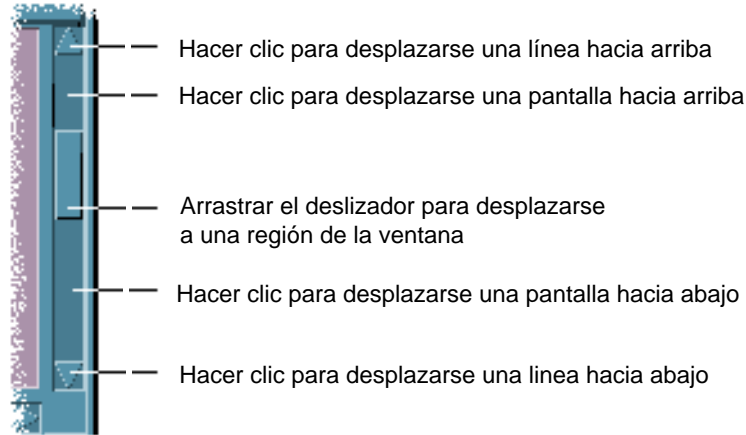 Hacer clic para desplazarse una línea hacia arriba
Hacer clic para desplazarse una pantalla hacia arriba
Arrastrar el deslizador para desplazarse
a una región de la ventana
Hacer clic para desplazarse una pantalla hacia abajo
Hacer clic para desplazarse una linea hacia abajo